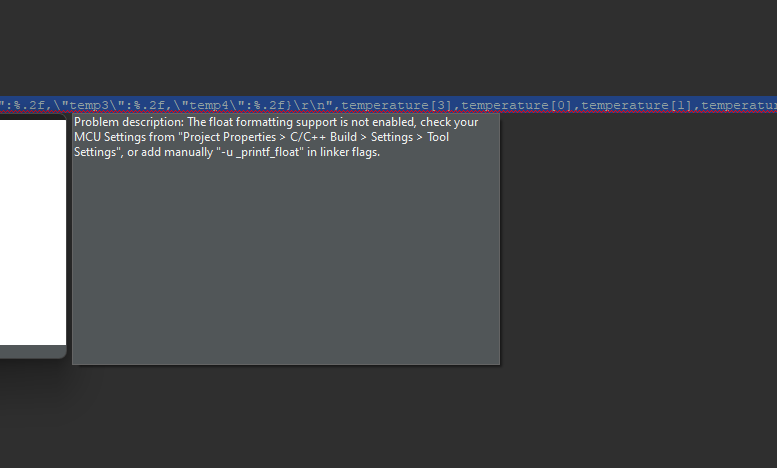 ":%.2f,\"temp3\":%.2f,\"temp4\":%.2f}\r\n",temperature[3],temperature[0],temperature[1],temperatu
Problem description: The float formatting support is not enabled, check your
MCU Settings from "Project Properties > C/C++ Build > Settings > Tool
Settings", or add manually "-u _printf_float" in linker flags.